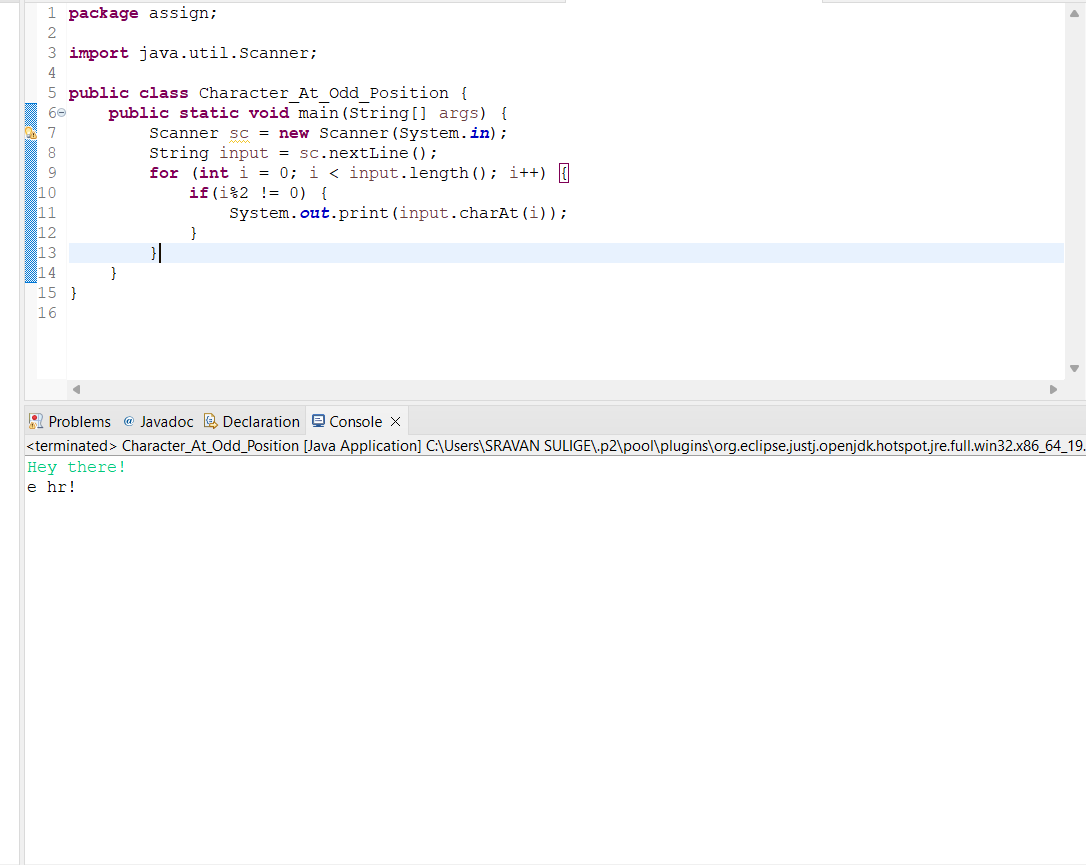 1 package assign;
2
3 import java.util.Scanner;
4
5 public class Character_At_Odd_Position {
6 public static void main(String[] args) {
7 Scanner sc = new Scanner(System.in);
8 String input = sc.nextLine();
9 for (int i = 0; i < input.length(); i++) {
10 if(i%2 != 0) {
11 System.out.print(input.charAt(i));
12 }
13 }
14 }
15 }
16
Problems @ Javadoc Declaration Console
<terminated> Character_At_Odd_Position [Java Application] C:\Users\SRAVAN SULIGE\.p2\pool\plugins\org.eclipse.justj.openjdk.hotspot.jre.full.win32.x86_64_19.
Hey there!
e hr!